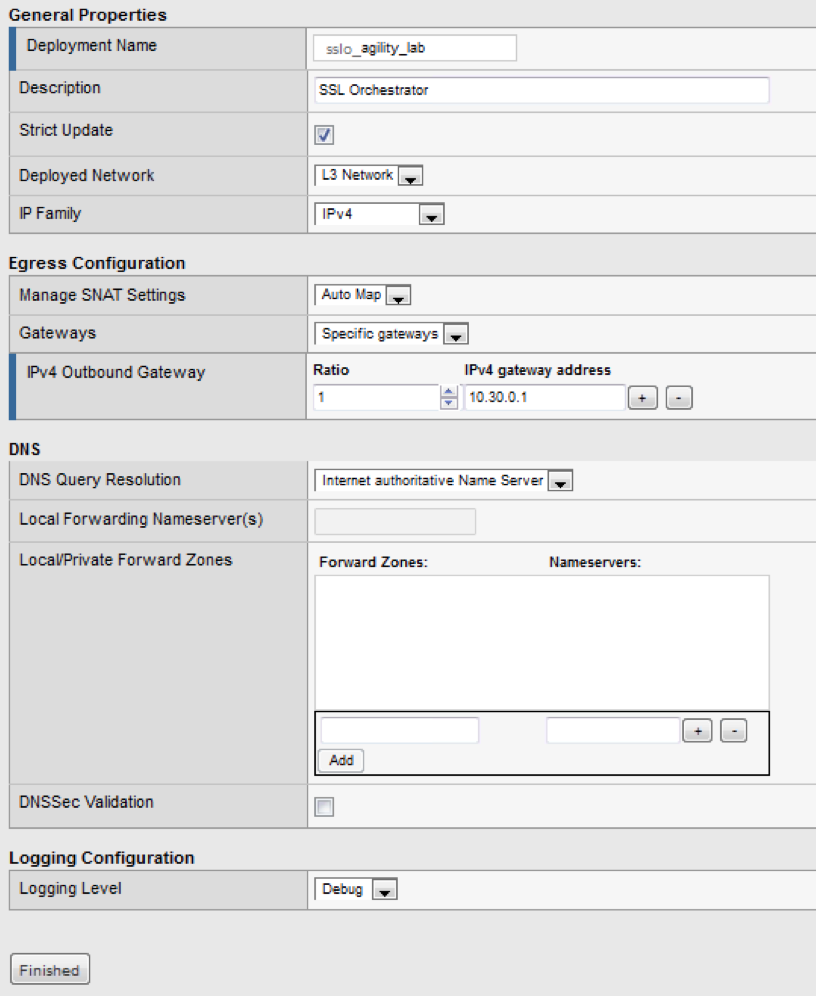 General Properties
Deployment Name sslo_agility_lab
Description SSL Orchestrator
Strict Update
Deployed Network L3 Network
IP Family IPv4
Egress Configuration
Manage SNAT Settings Auto Map
Gateways Specific gateways
IPv4 Outbound Gateway Ratio IPv4 gateway address
1 10.30.0.1 + -
DNS
DNS Query Resolution Internet authoritative Name Server
Local Forwarding Nameserver(s)
Local/Private Forward Zones Forward Zones: Nameservers:
+ -
Add
DNSSec Validation
Logging Configuration
Logging Level Debug
Finished